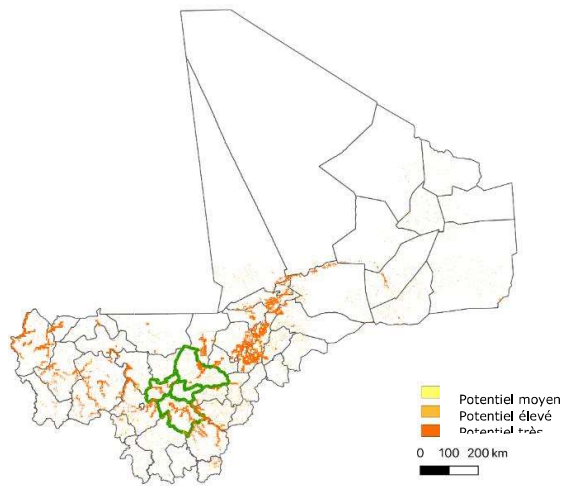 Potentiel moyen
Potentiel élevé
Potentiel très
0 100 200 km